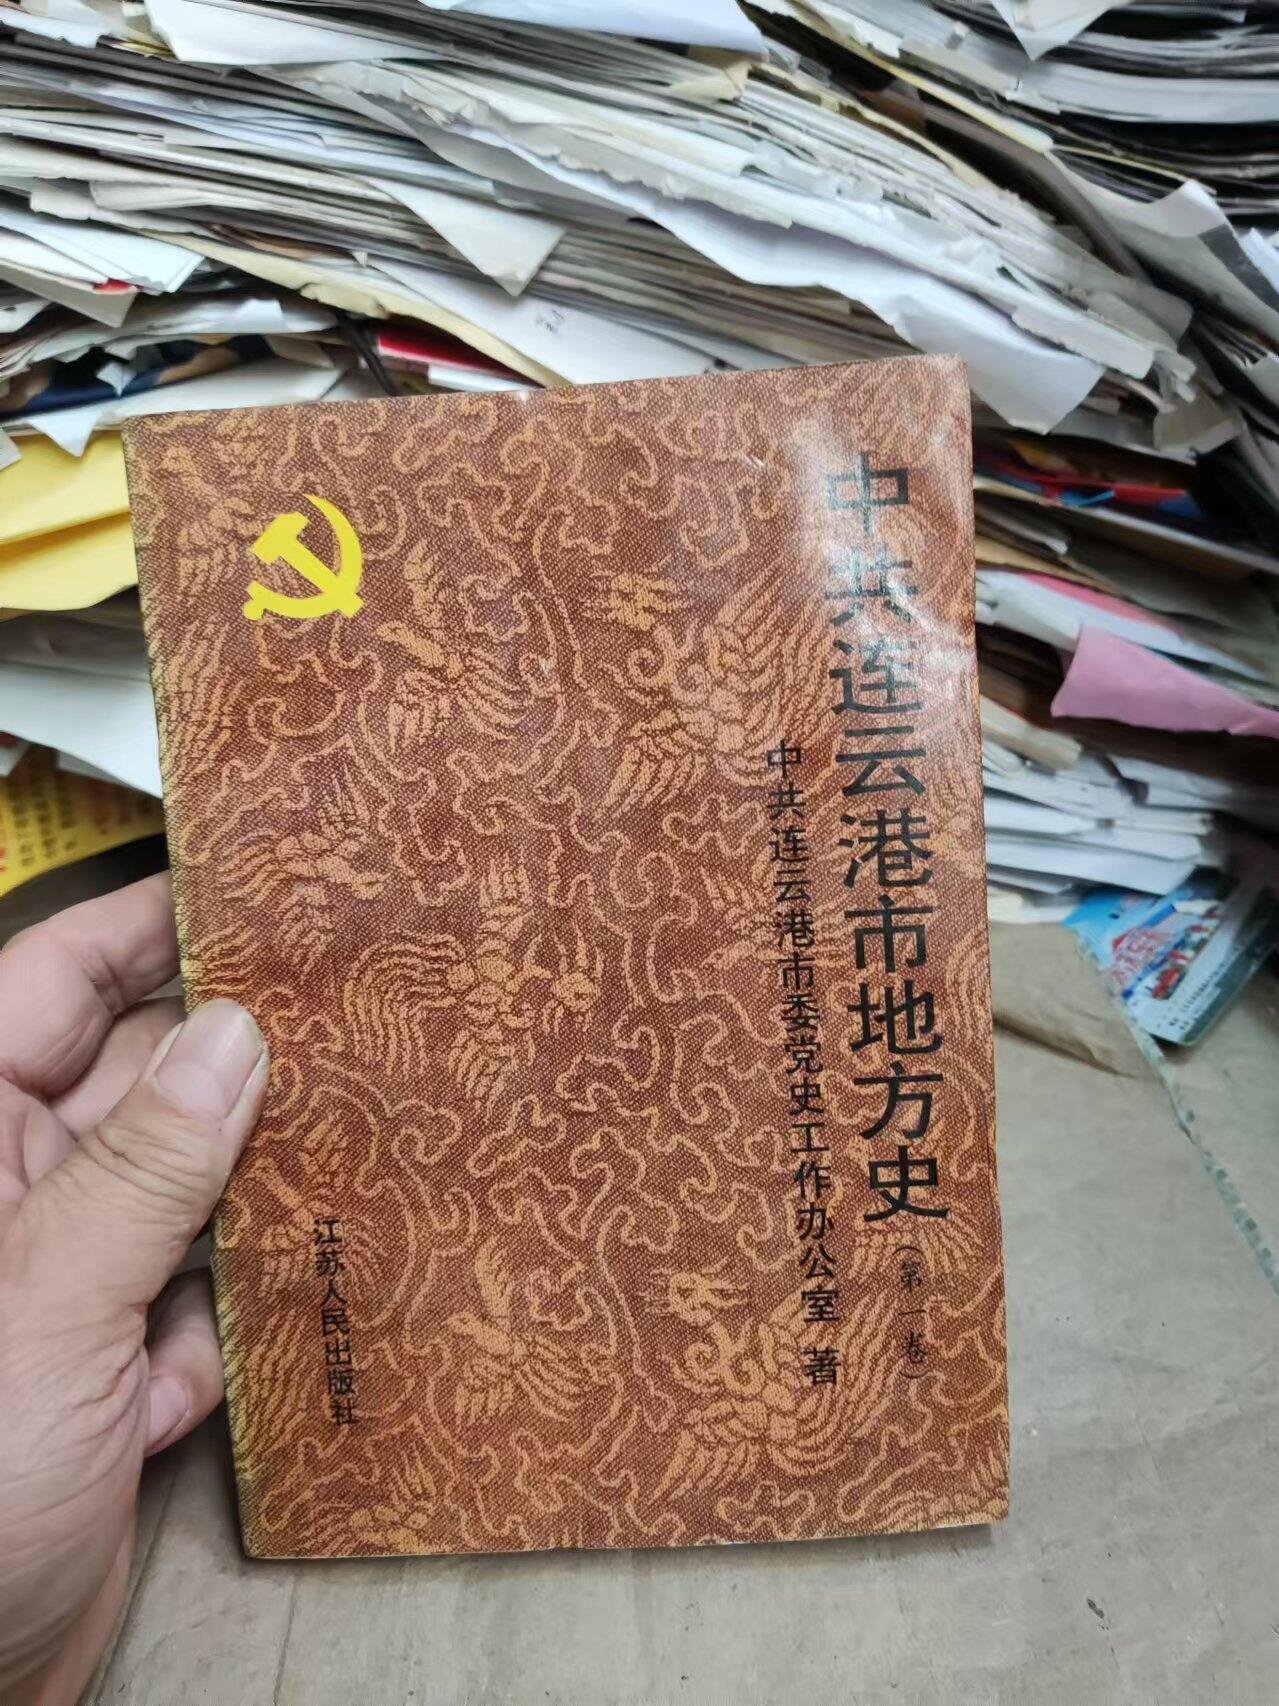 中共连云港市地方史（第一卷）
中共连云港市委党史工作办公室 著
江苏人民出版社